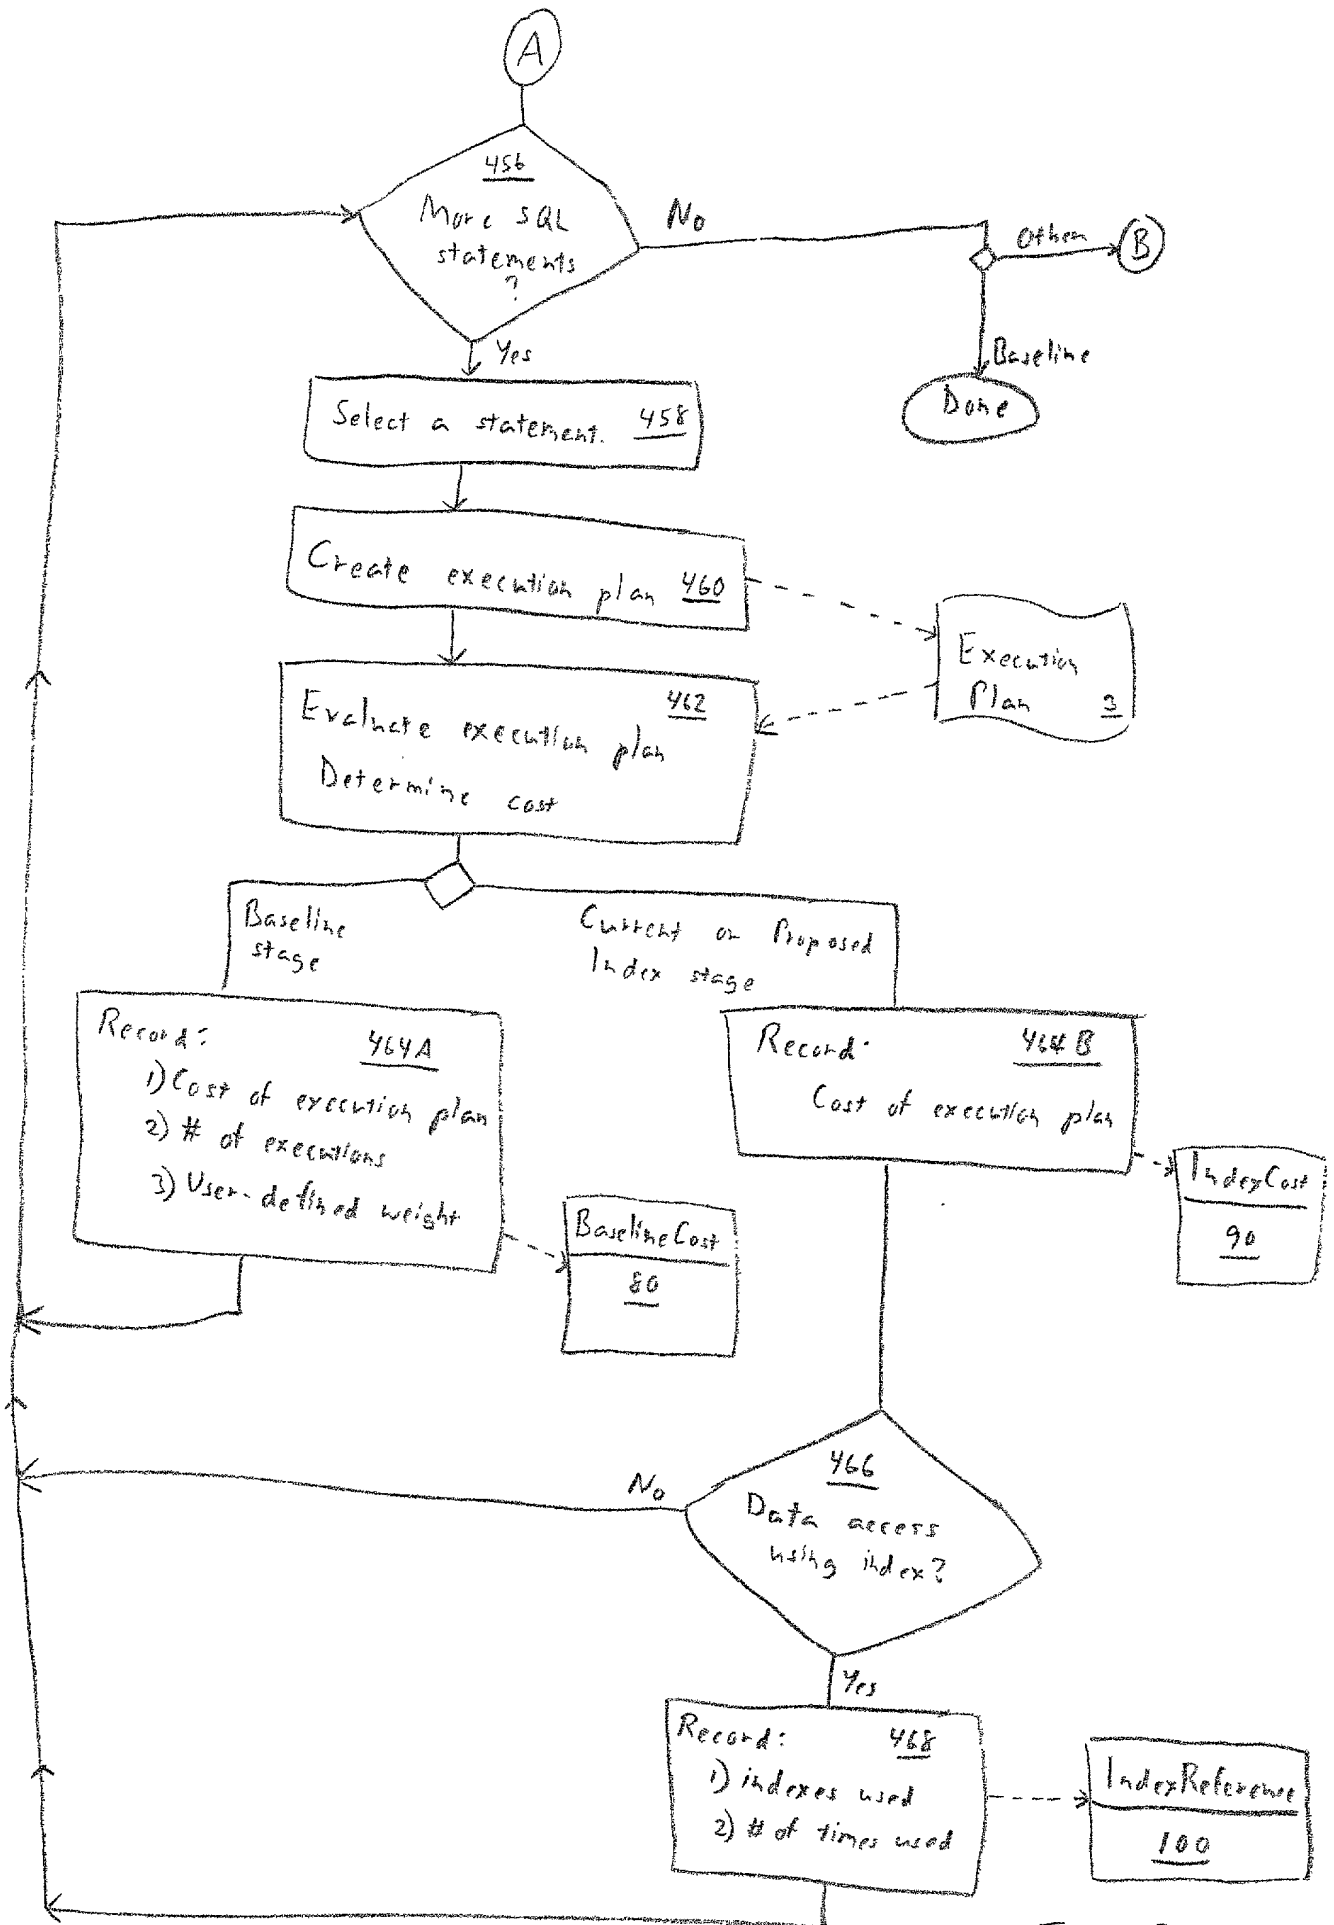 A
456
More SQL
statements
?
No
Other
B
Yes
Baseline
Done
Select a statement. 458
Create execution plan 460
Execution
Plan 3
462
Evaluate execution plan
Determine cost
Baseline
stage
Current or Proposed
Index stage
Record: 464A
1) Cost of execution plan
2) # of executions
3) User-defined weight
Record: 464B
Cost of execution plan
BaselineCost
80
IndexCost
90
466
Data access
using index?
No
Yes
Record: 468
1) indexes used
2) # of times used
IndexReference
100